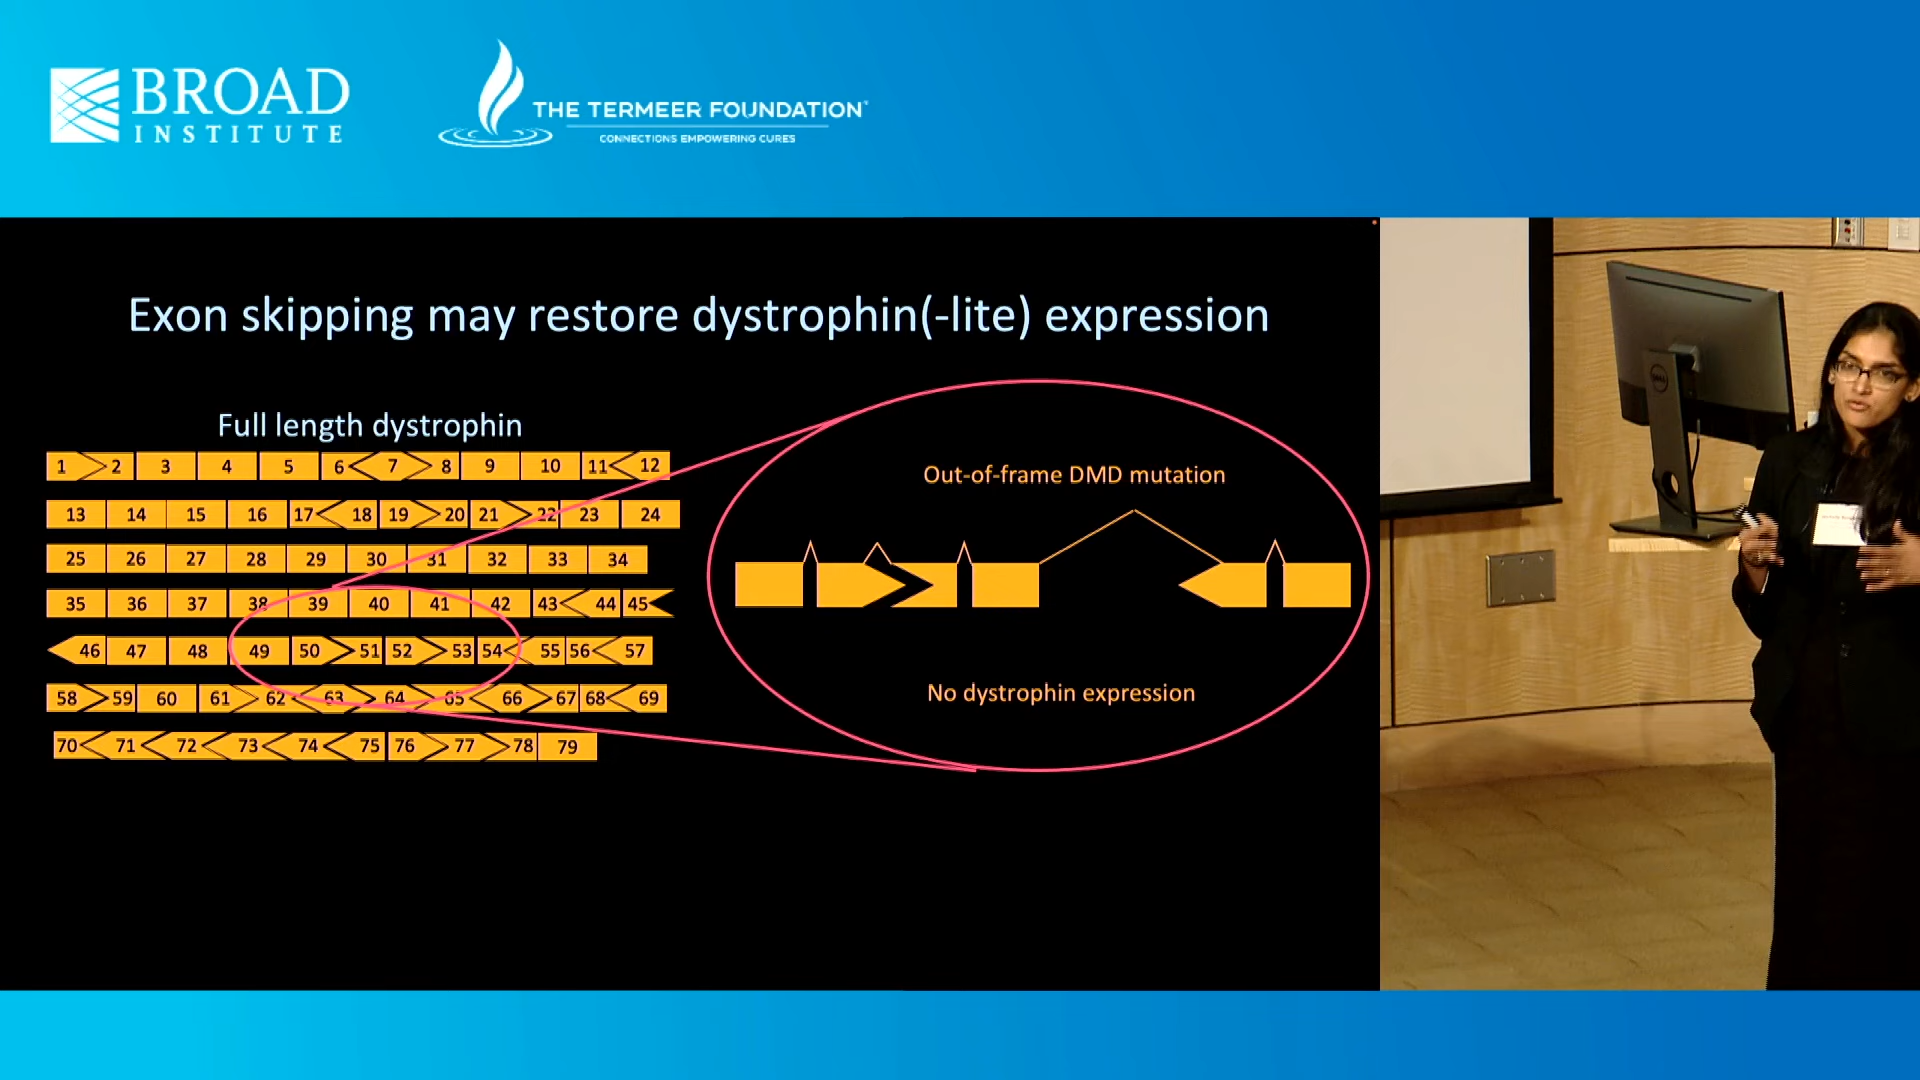 BROAD
INSTITUTE
THE TERMEER FOUNDATION
CONNECTIONS EMPOWERING CURES
Exon skipping may restore dystrophin(-lite) expression
Full length dystrophin
1 2 3 4 5 6 7 8 9 10 11 12
13 14 15 16 17 18 19 20 21 22 23 24
25 26 27 28 29 30 31 32 33 34
35 36 37 38 39 40 41 42 43 44 45
46 47 48 49 50 51 52 53 54 55 56 57
58 59 60 61 62 63 64 65 66 67 68 69
70 71 72 73 74 75 76 77 78 79
Out-of-frame DMD mutation
No dystrophin expression
DELL